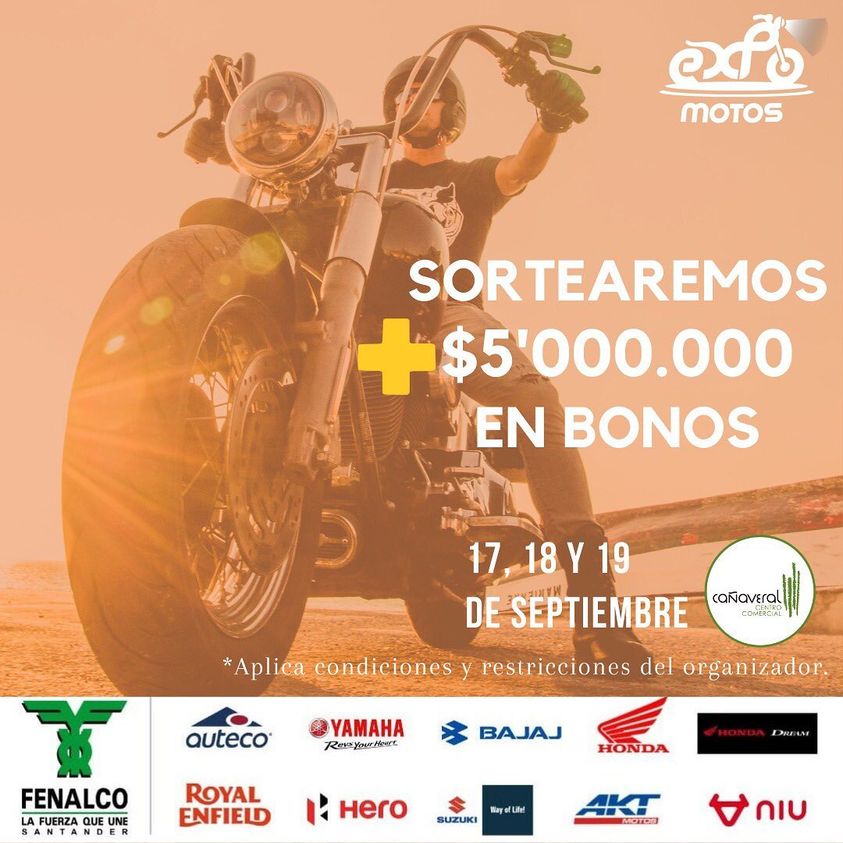 eXPO
MOTOS
SORTEAREMOS
+$5'000.000
EN BONOS
17, 18 Y 19
DE SEPTIEMBRE
cañaveral
CENTRO
COMERCIAL
*Aplica condiciones y restricciones del organizador.
FENALCO
LA FUERZA QUE UNE
SANTANDER
auteco
YAMAHA
Revs Your Heart
BAJAJ
HONDA
HONDA DREAM
ROYAL
ENFIELD
Hero
SUZUKI
Way of Life!
AKT
MOTOS
NIU